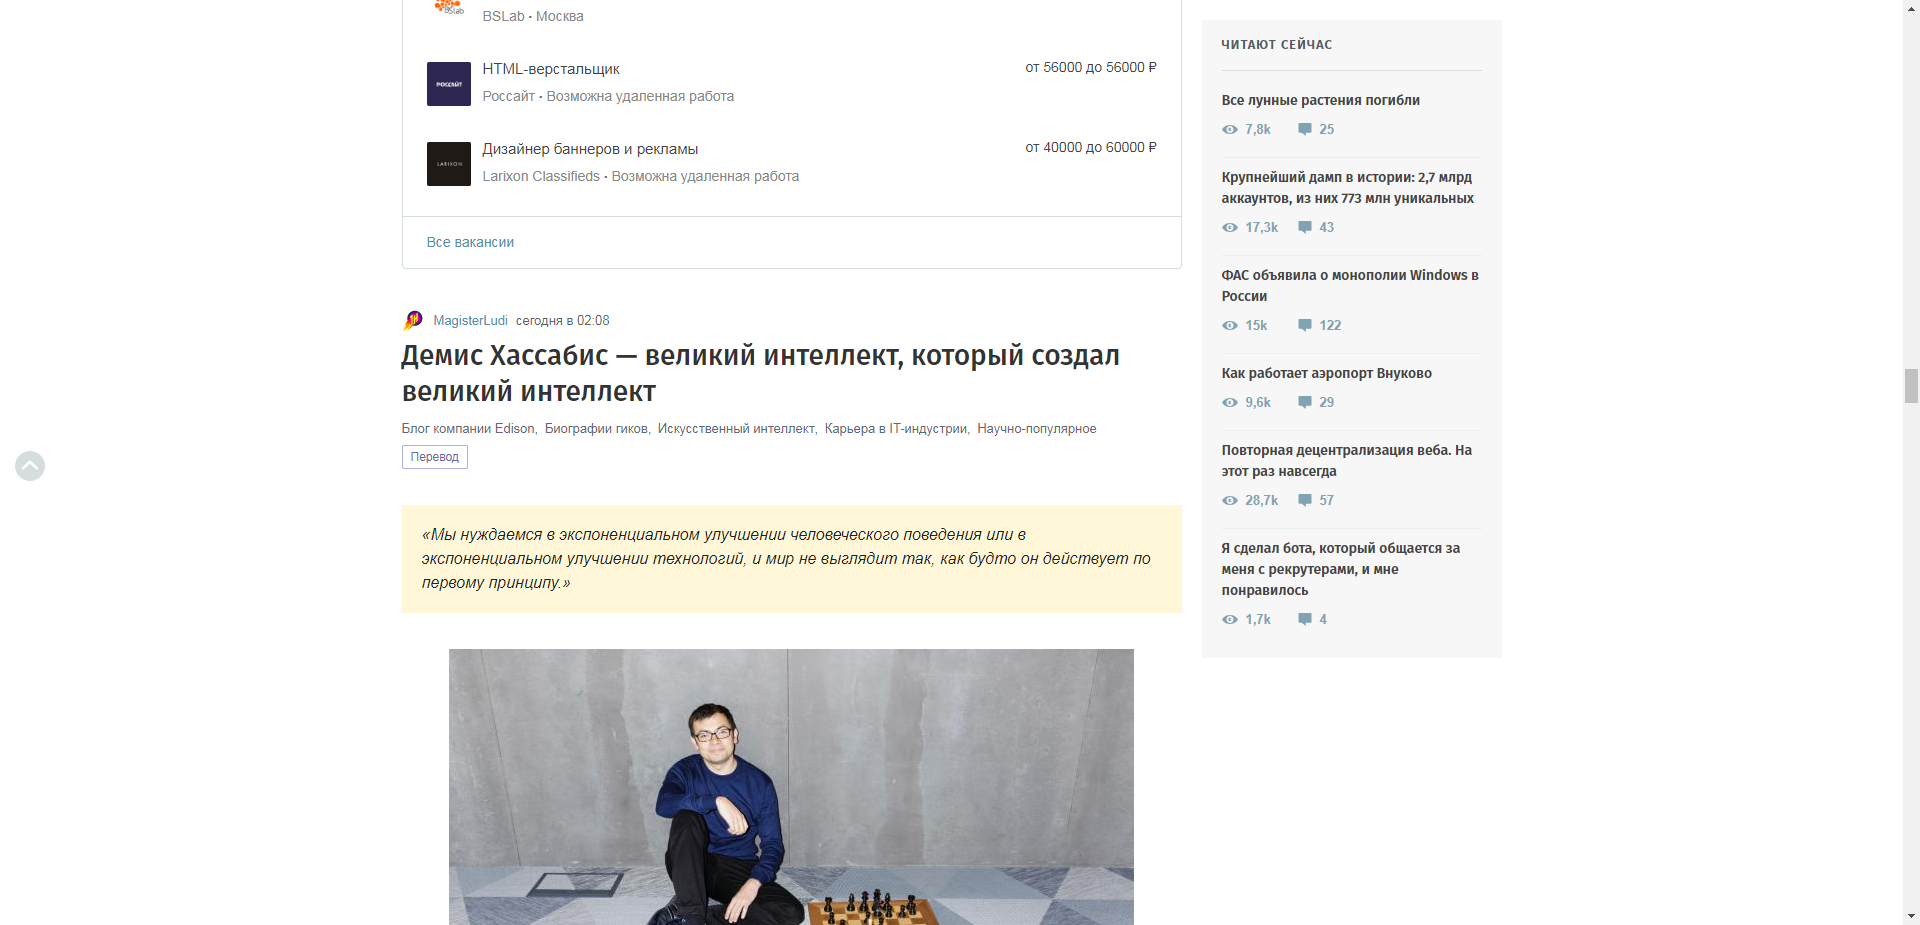 BSLab
BSLab • Москва
HTML-верстальщик
от 56000 до 56000 ₽
РОССАЙТ
Россайт • Возможна удаленная работа
Дизайнер баннеров и рекламы
от 40000 до 60000 ₽
LARIXON
Larixon Classifieds • Возможна удаленная работа
Все вакансии
MagisterLudi сегодня в 02:08
Демис Хассабис — великий интеллект, который создал
великий интеллект
Блог компании Edison, Биографии гиков, Искусственный интеллект, Карьера в IT-индустрии, Научно-популярное
Перевод
«Мы нуждаемся в экспоненциальном улучшении человеческого поведения или в
экспоненциальном улучшении технологий, и мир не выглядит так, как будто он действует по
первому принципу.»
ЧИТАЮТ СЕЙЧАС
Все лунные растения погибли
7,8k 25
Крупнейший дамп в истории: 2,7 млрд
аккаунтов, из них 773 млн уникальных
17,3k 43
ФАС объявила о монополии Windows в
России
15k 122
Как работает аэропорт Внуково
9,6k 29
Повторная децентрализация веба. На
этот раз навсегда
28,7k 57
Я сделал бота, который общается за
меня с рекрутерами, и мне
понравилось
1,7k 4